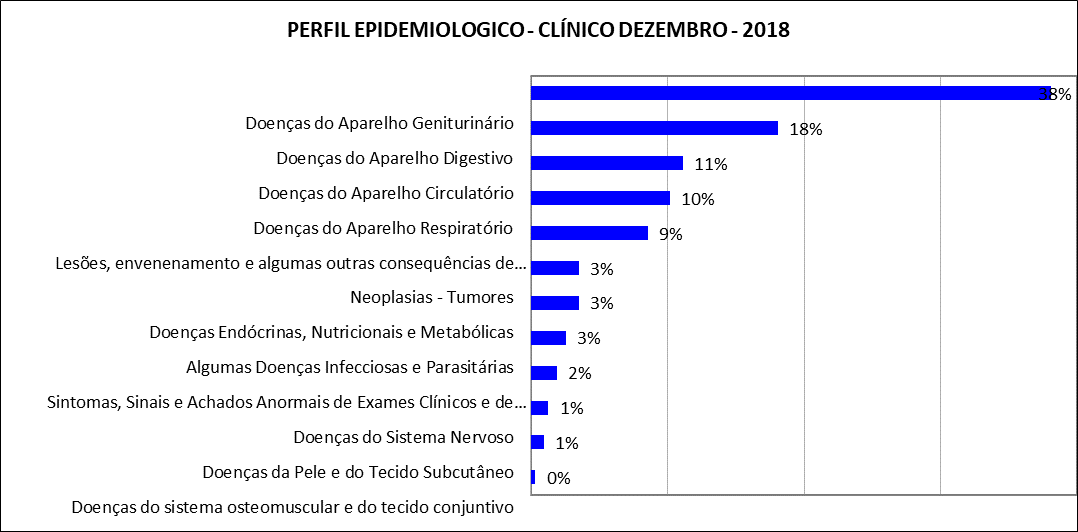 PERFIL EPIDEMIOLOGICO - CLÍNICO DEZEMBRO - 2018
38%
Doenças do Aparelho Geniturinário
18%
Doenças do Aparelho Digestivo
11%
Doenças do Aparelho Circulatório
10%
Doenças do Aparelho Respiratório
9%
Lesões, envenenamento e algumas outras consequências de...
3%
Neoplasias - Tumores
3%
Doenças Endócrinas, Nutricionais e Metabólicas
3%
Algumas Doenças Infecciosas e Parasitárias
2%
Sintomas, Sinais e Achados Anormais de Exames Clínicos e de...
1%
Doenças do Sistema Nervoso
1%
Doenças da Pele e do Tecido Subcutâneo
0%
Doenças do sistema osteomuscular e do tecido conjuntivo